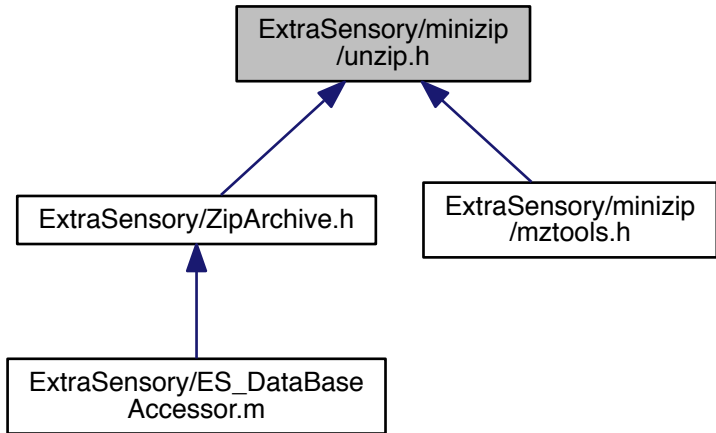 ExtraSensory/minizip
/unzip.h
ExtraSensory/ZipArchive.h
ExtraSensory/minizip
/mztools.h
ExtraSensory/ES_DataBase
Accessor.m